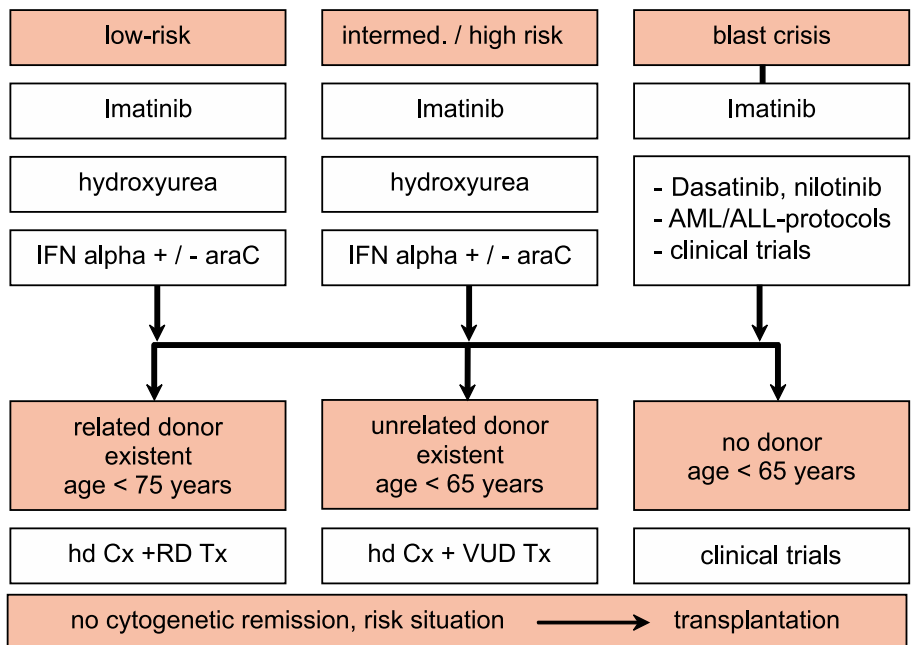 low-risk
intermed. / high risk
blast crisis
Imatinib
Imatinib
Imatinib
hydroxyurea
hydroxyurea
- Dasatinib, nilotinib
- AML/ALL-protocols
- clinical trials
IFN alpha + / - araC
IFN alpha + / - araC
related donor
existent
age < 75 years
unrelated donor
existent
age < 65 years
no donor
age < 65 years
hd Cx +RD Tx
hd Cx + VUD Tx
clinical trials
no cytogenetic remission, risk situation
transplantation